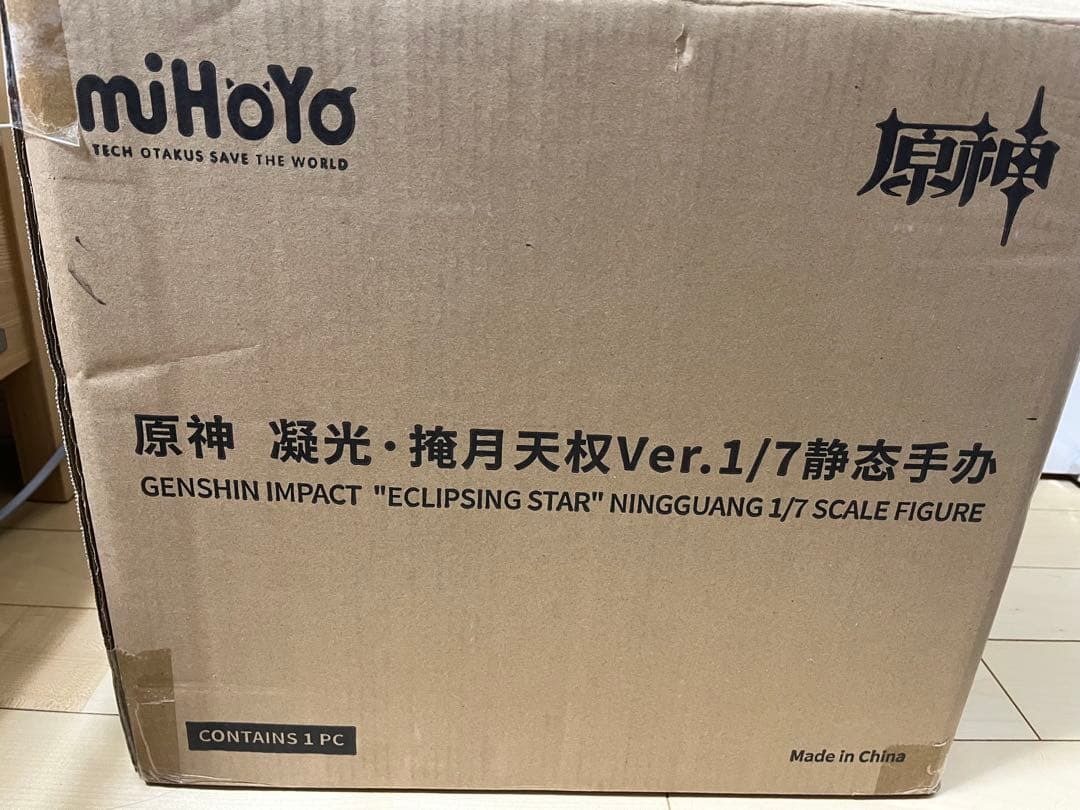 miHoYo
TECH OTAKUS SAVE THE WORLD
原神
原神 凝光·掩月天权Ver.1/7静态手办
GENSHIN IMPACT "ECLIPSING STAR" NINGGUANG 1/7 SCALE FIGURE
CONTAINS 1 PC
Made in China